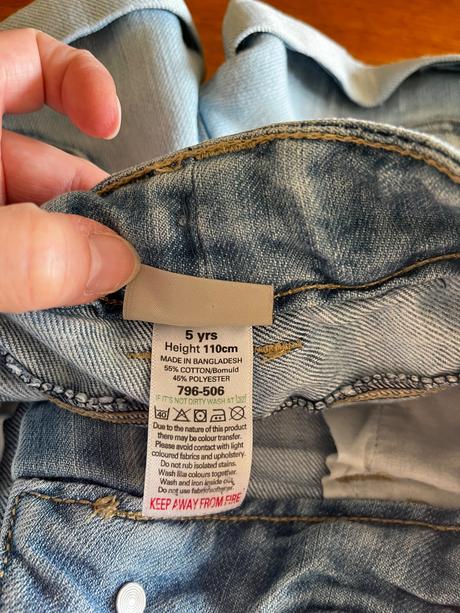 5 yrs
Height 110cm
MADE IN BANGLADESH
55% COTTON/Bomuld
45% POLYESTER
796-506
IF IT'S NOT DIRTY WASH AT
40
Due to the nature of this product
there may be colour transfer.
Please avoid contact with light
coloured fabrics and upholstery.
Do not rub isolated stains.
Wash like colours together.
Wash and iron inside out
Do not use fabric softener.
KEEP AWAY FROM FIRE